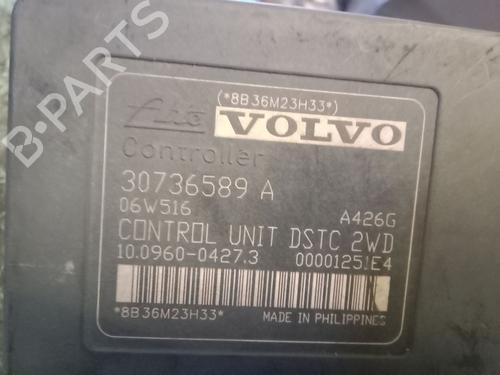 (*8B36M23H33*)
Ate VOLVO
Controller
30736589 A
06W516 A426G
CONTROL UNIT DSTC 2WD
10.0960-0427.3 00001251E4
*8B36M23H33* MADE IN PHILIPPINES
B-PARTS